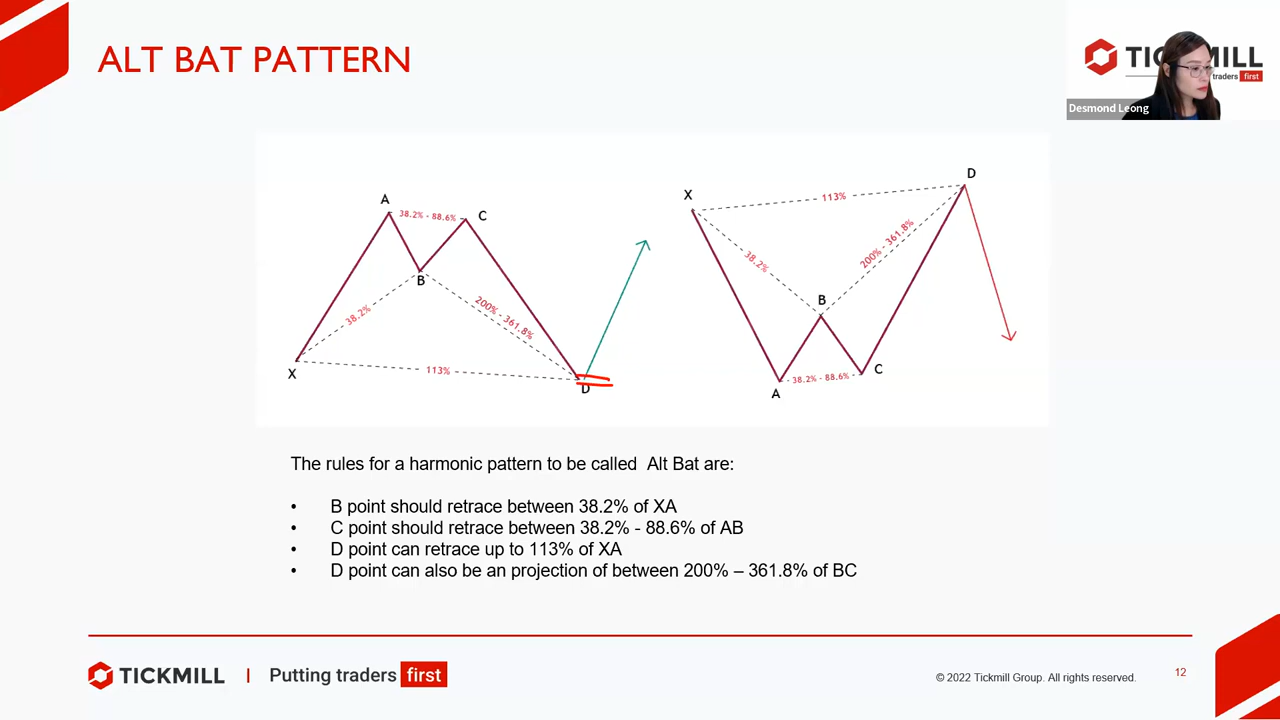 ALT BAT PATTERN
TICKMILL
traders first
Desmond Leong
A
38.2% - 88.6%
C
B
38.2%
200% - 361.8%
X
113%
D
X
113%
D
38.2%
200% - 361.8%
B
A
38.2% - 88.6%
C
The rules for a harmonic pattern to be called Alt Bat are:
• B point should retrace between 38.2% of XA
• C point should retrace between 38.2% - 88.6% of AB
• D point can retrace up to 113% of XA
• D point can also be an projection of between 200% – 361.8% of BC
TICKMILL | Putting traders first
© 2022 Tickmill Group. All rights reserved.
12